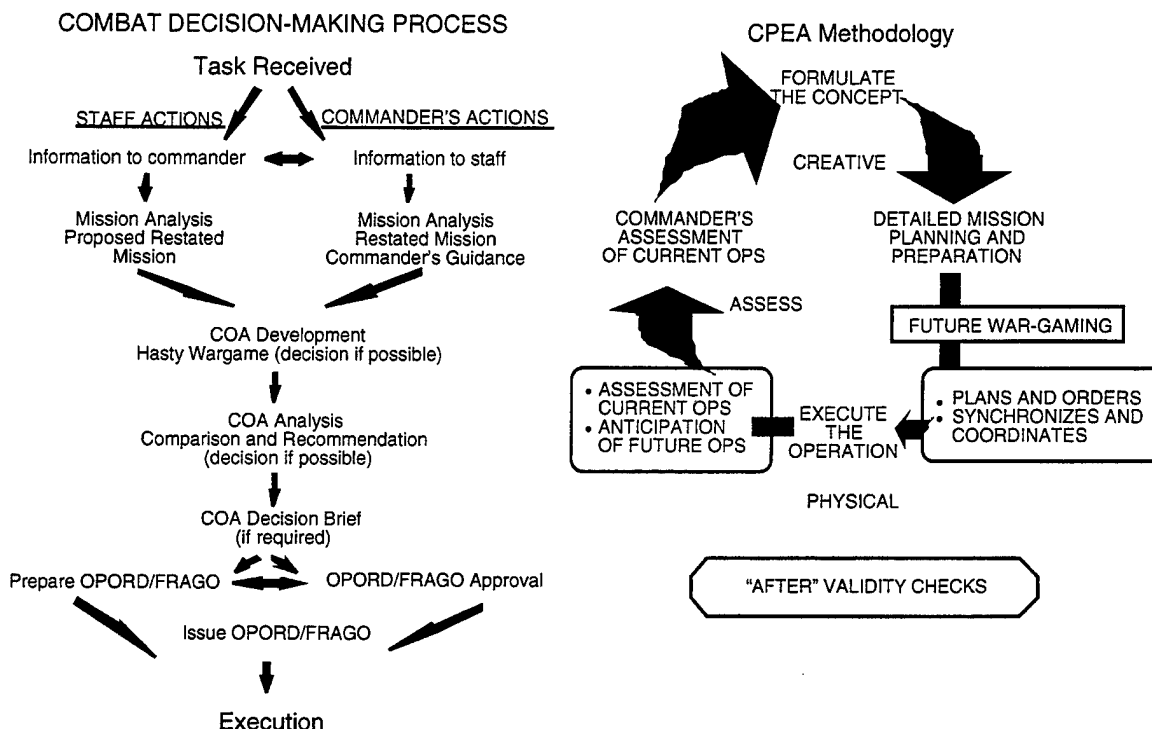 COMBAT DECISION-MAKING PROCESS
Task Received
STAFF ACTIONS
COMMANDER'S ACTIONS
Information to commander
Information to staff
Mission Analysis
Proposed Restated
Mission
Mission Analysis
Restated Mission
Commander's Guidance
COA Development
Hasty Wargame (decision if possible)
COA Analysis
Comparison and Recommendation
(decision if possible)
COA Decision Brief
(if required)
Prepare OPORD/FRAGO
OPORD/FRAGO Approval
Issue OPORD/FRAGO
Execution
CPEA Methodology
FORMULATE
THE CONCEPT
CREATIVE
COMMANDER'S
ASSESSMENT
OF CURRENT OPS
DETAILED MISSION
PLANNING AND
PREPARATION
ASSESS
FUTURE WAR-GAMING
• ASSESSMENT OF
CURRENT OPS
• ANTICIPATION
OF FUTURE OPS
EXECUTE
THE
OPERATION
• PLANS AND ORDERS
• SYNCHRONIZES AND
COORDINATES
PHYSICAL
"AFTER" VALIDITY CHECKS